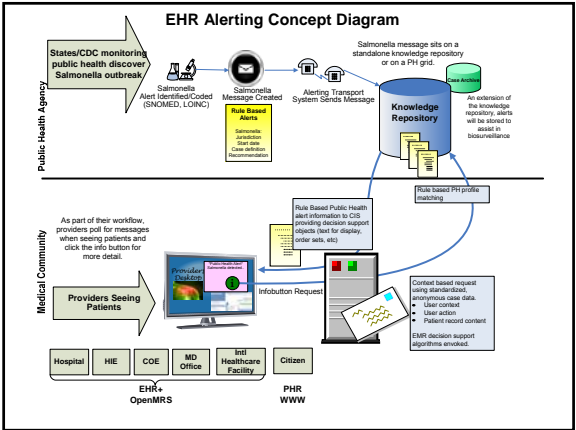 EHR Alerting Concept Diagram
States/CDC monitoring
public health discover
Salmonella outbreak
Salmonella
Alert Identified/Coded
(SNOMED, LOINC)
Salmonella
Message Created
Alerting Transport
System Sends Message
Salmonella message sits on a
standalone knowledge repository
or on a PH grid.
Case Archive
Knowledge
Repository
An extension of
the knowledge
repository, alerts
will be stored to
assist in
biosurveillance
Rule Based
Alerts
Salmonella:
Jurisdiction
Start date
Case definition
Recommendation
Public Health Agency
Rule based PH profile
matching
Rule Based Public Health
alert information to CIS
providing decision support
objects (text for display,
order sets, etc)
As part of their workflow,
providers poll for messages
when seeing patients and
click the info button for
more detail.
Medical Community
Providers Seeing
Patients
Providers
Desktop
"Public Health Alert"
Salmonella detected...
Infobutton Request
Context based request
using standardized,
anonymous case data.
• User context
• User action
• Patient record content
EMR decision support
algorithms envoked.
Hospital
HIE
COE
MD
Office
Intl
Healthcare
Facility
Citizen
EHR+
OpenMRS
PHR
WWW